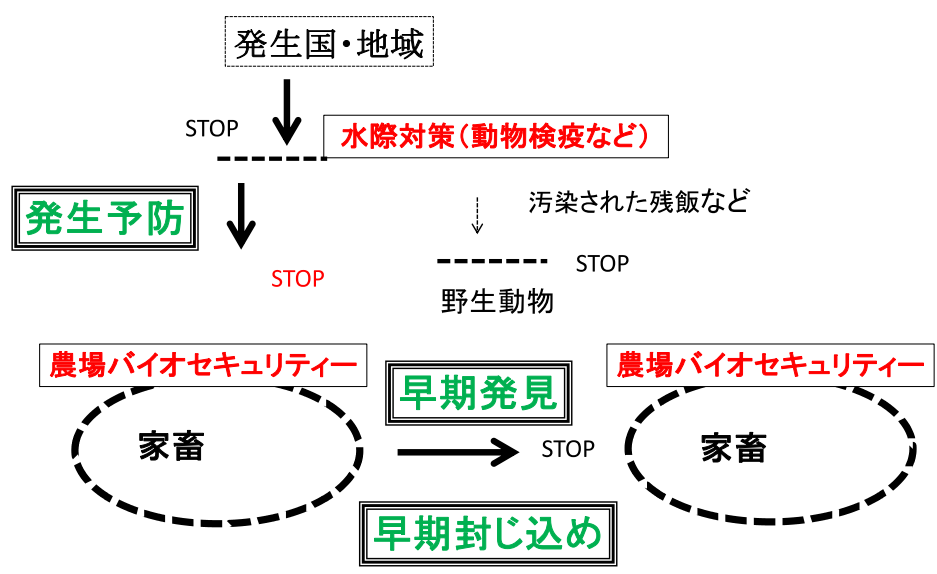 発生国・地域
STOP
水際対策（動物検疫など）
発生予防
汚染された残飯など
STOP
STOP
野生動物
農場バイオセキュリティー
農場バイオセキュリティー
早期発見
家畜
STOP
家畜
早期封じ込め